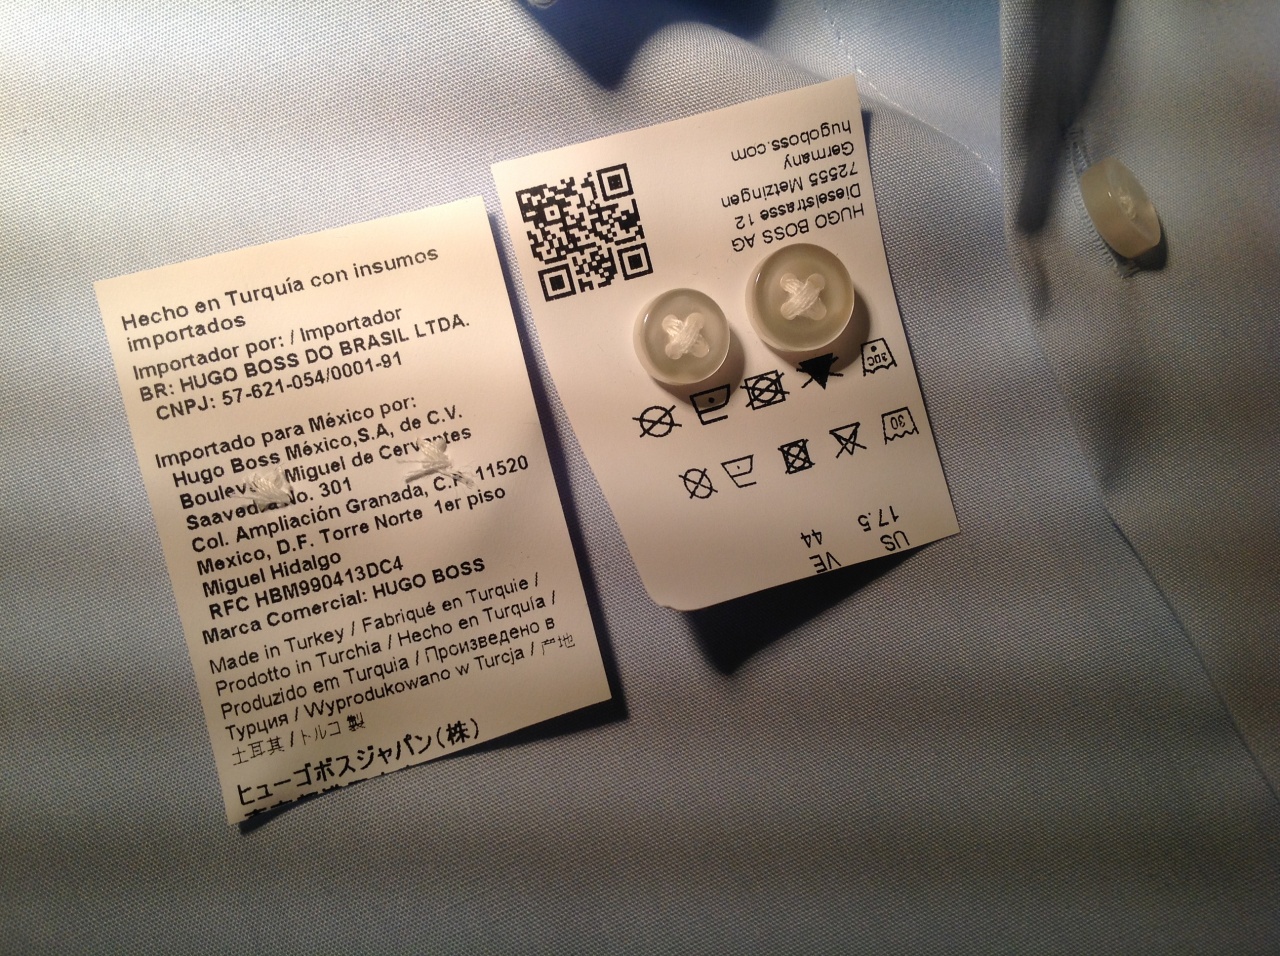 Hecho en Turquía con insumos
importados
Importador por: / Importador
BR: HUGO BOSS DO BRASIL LTDA.
CNPJ: 57-621-054/0001-91
Importado para México por:
Hugo Boss México,S.A, de C.V.
Miguel de Cervantes
Saavedra No. 301
Col. Ampliación Granada, C.P. 11520
Mexico, D.F. Torre Norte 1er piso
Miguel Hidalgo
RFC HBM990413DC4
Marca Comercial: HUGO BOSS
Made in Turkey / Fabriqué en Turquie /
Prodotto in Turchia / Hecho en Turquía /
Produzido em Turquia / Произведено в
Турция / Wyprodukowano w Turcja / 产地
土耳其 / トルコ製
ヒューゴボスジャパン(株)
HUGO BOSS AG
Dieselstrasse 12
72555 Metzingen
Germany
hugoboss.com
30C
30
US
17.5
VE
44